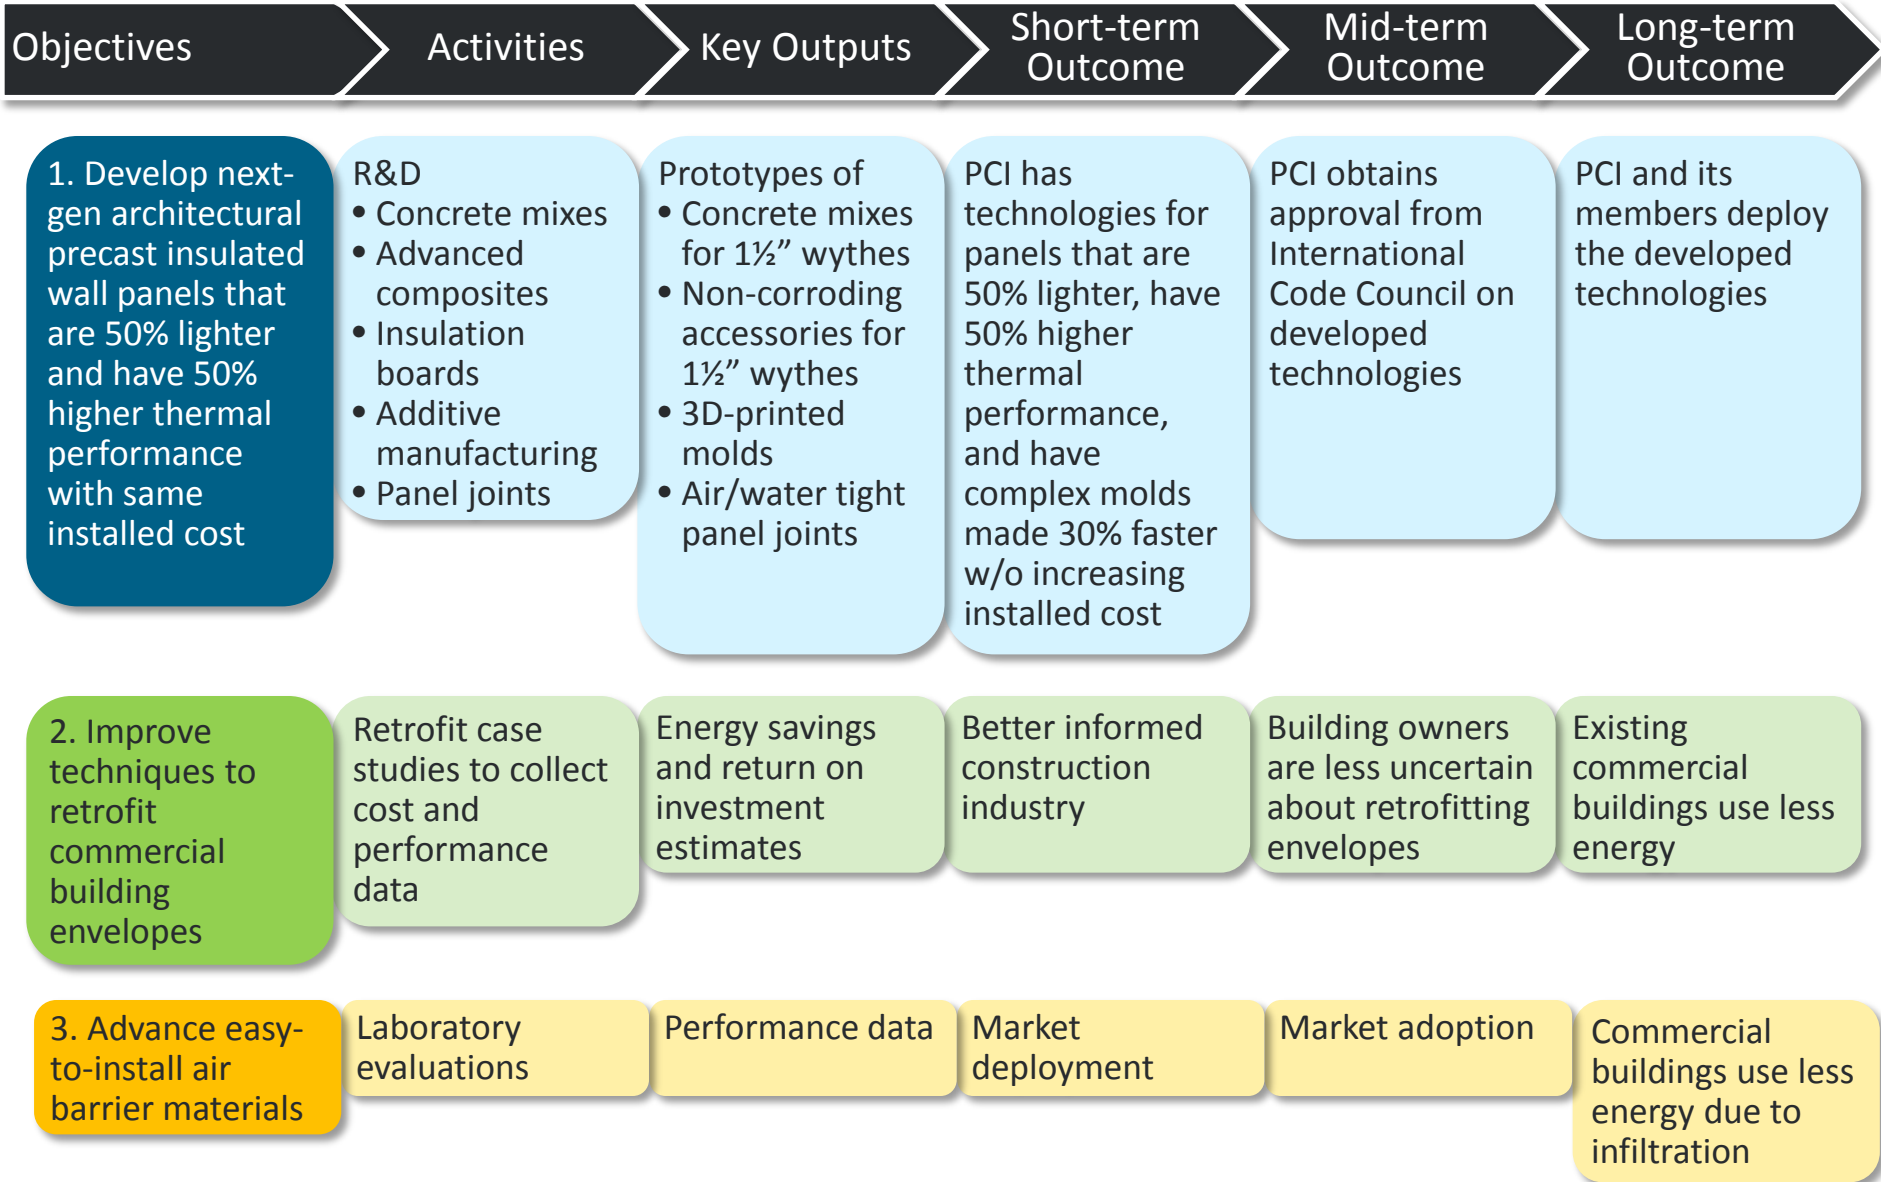 Objectives
Activities
Key Outputs
Short-term
Outcome
Mid-term
Outcome
Long-term
Outcome
1. Develop next-
gen architectural
precast insulated
wall panels that
are 50% lighter
and have 50%
higher thermal
performance
with same
installed cost
R&D
• Concrete mixes
• Advanced
composites
• Insulation
boards
• Additive
manufacturing
• Panel joints
Prototypes of
• Concrete mixes
for 1½” wythes
• Non-corroding
accessories for
1½” wythes
• 3D-printed
molds
• Air/water tight
panel joints
PCI has
technologies for
panels that are
50% lighter, have
50% higher
thermal
performance,
and have
complex molds
made 30% faster
w/o increasing
installed cost
PCI obtains
approval from
International
Code Council on
developed
technologies
PCI and its
members deploy
the developed
technologies
2. Improve
techniques to
retrofit
commercial
building
envelopes
Retrofit case
studies to collect
cost and
performance
data
Energy savings
and return on
investment
estimates
Better informed
construction
industry
Building owners
are less uncertain
about retrofitting
envelopes
Existing
commercial
buildings use less
energy
3. Advance easy-
to-install air
barrier materials
Laboratory
evaluations
Performance data
Market
deployment
Market adoption
Commercial
buildings use less
energy due to
infiltration